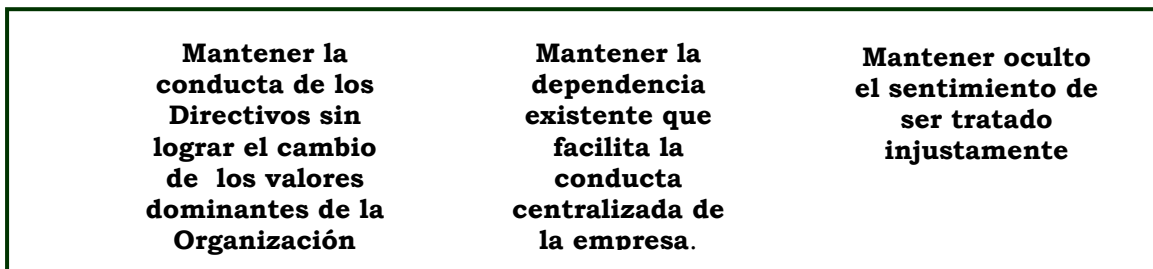 Mantener la
conducta de los
Directivos sin
lograr el cambio
de los valores
dominantes de la
Organización
Mantener la
dependencia
existente que
facilita la
conducta
centralizada de
la empresa.
Mantener oculto
el sentimiento de
ser tratado
injustamente